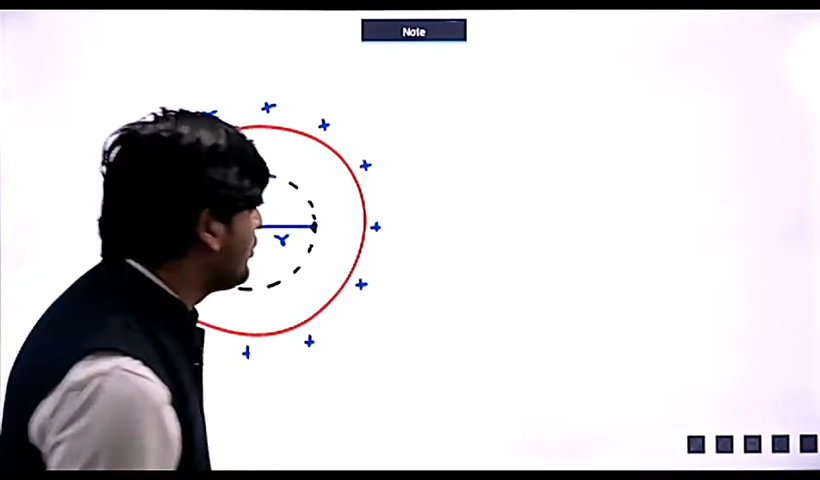 Note
+ + + + + + + +
r